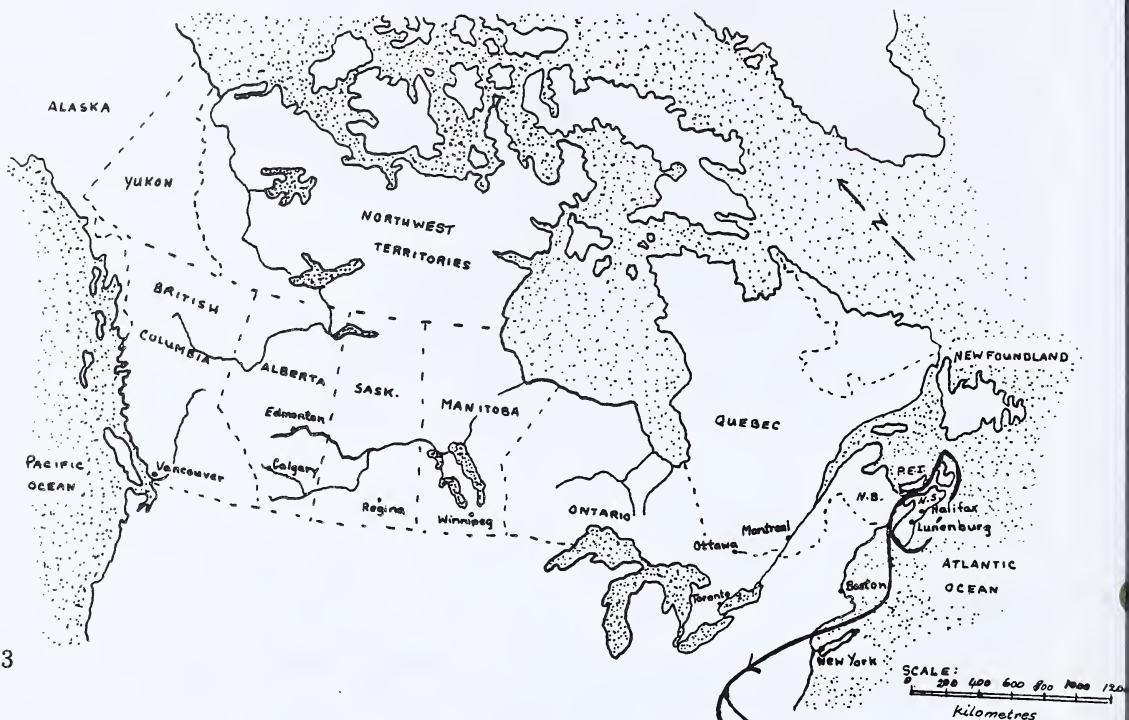 ALASKA
YUKON
NORTHWEST
TERRITORIES
BRITISH
COLUMBIA
ALBERTA
SASK.
MANITOBA
Edmonton
Calgary
Regina
Winnipeg
Vancouver
PACIFIC
OCEAN
ONTARIO
QUEBEC
Ottawa
Montreal
Toronto
NEWFOUNDLAND
P.E.I.
N.B.
N.S.
Halifax
Lunenburg
Boston
New York
ATLANTIC
OCEAN
N
3
SCALE:
0 200 400 600 800 1000 1200
Kilometres